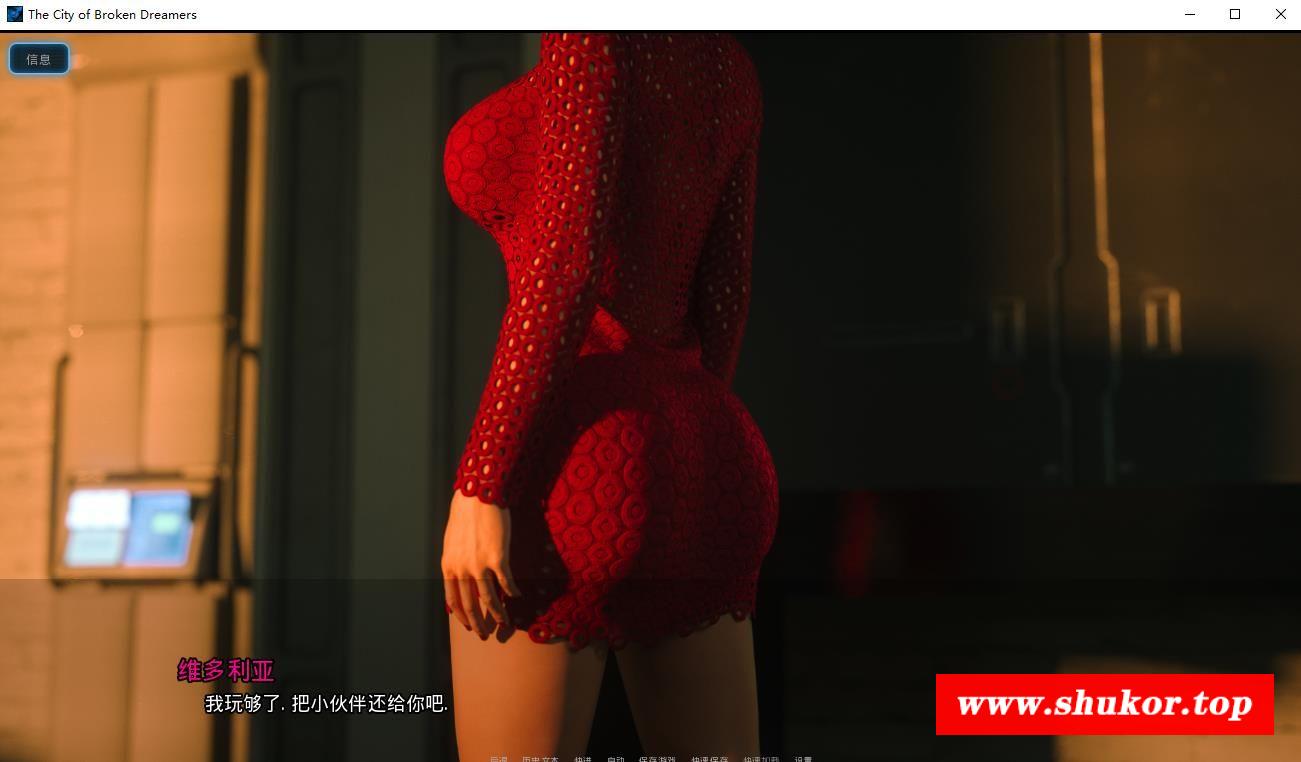 The City of Broken Dreamers
信息
维多利亚
我玩够了. 把小伙伴还给你吧.
www.shukor.top
历史文本 快进 自动 保存游戏 快速保存 快速加载 设置